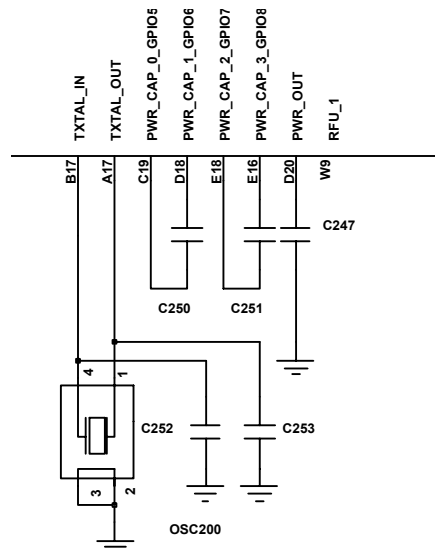 TXTAL_IN
TXTAL_OUT
PWR_CAP_0_GPIO5
PWR_CAP_1_GPIO6
PWR_CAP_2_GPIO7
PWR_CAP_3_GPIO8
PWR_OUT
RFU_1
B17
A17
C19
D18
E18
E16
D20
W9
C247
C250
C251
4
1
C252
C253
3
2
OSC200